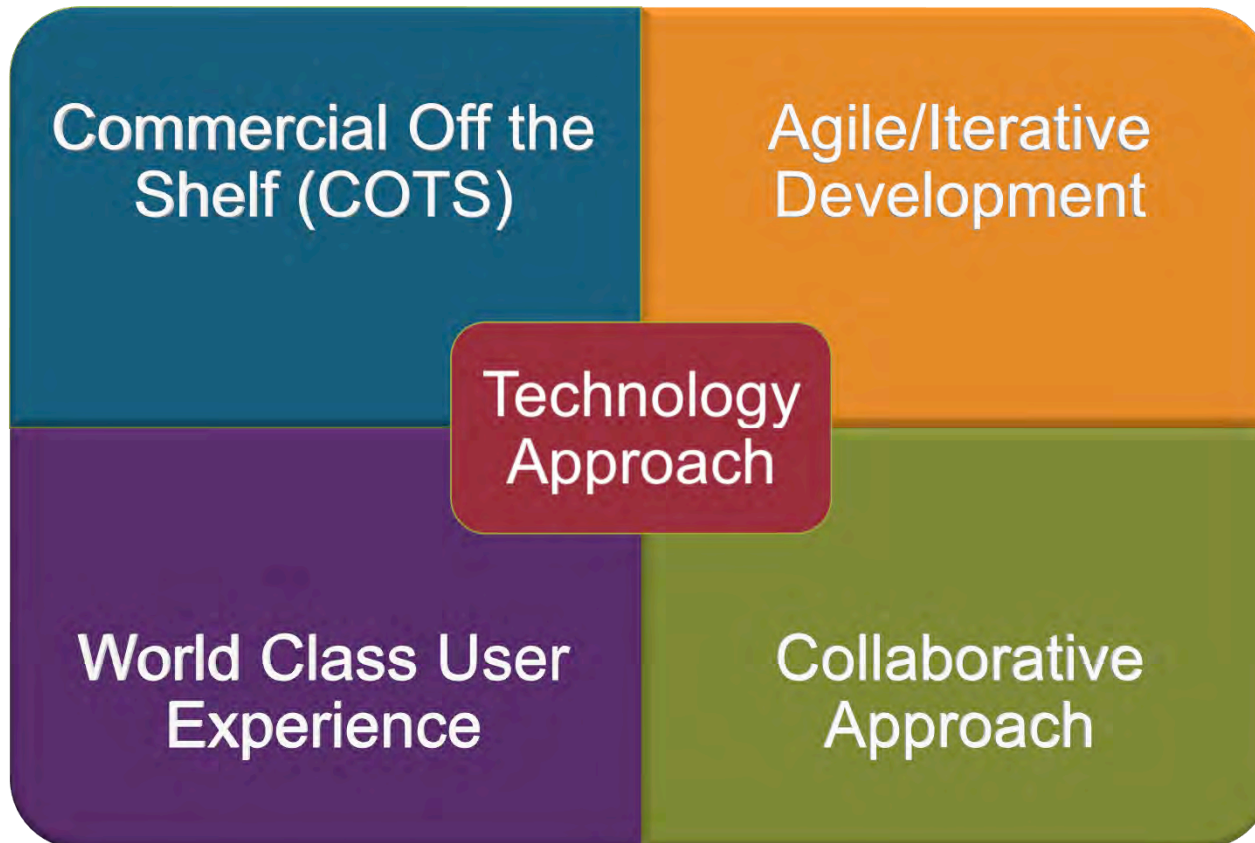 Commercial Off the
Shelf (COTS)
Agile/Iterative
Development
Technology
Approach
World Class User
Experience
Collaborative
Approach